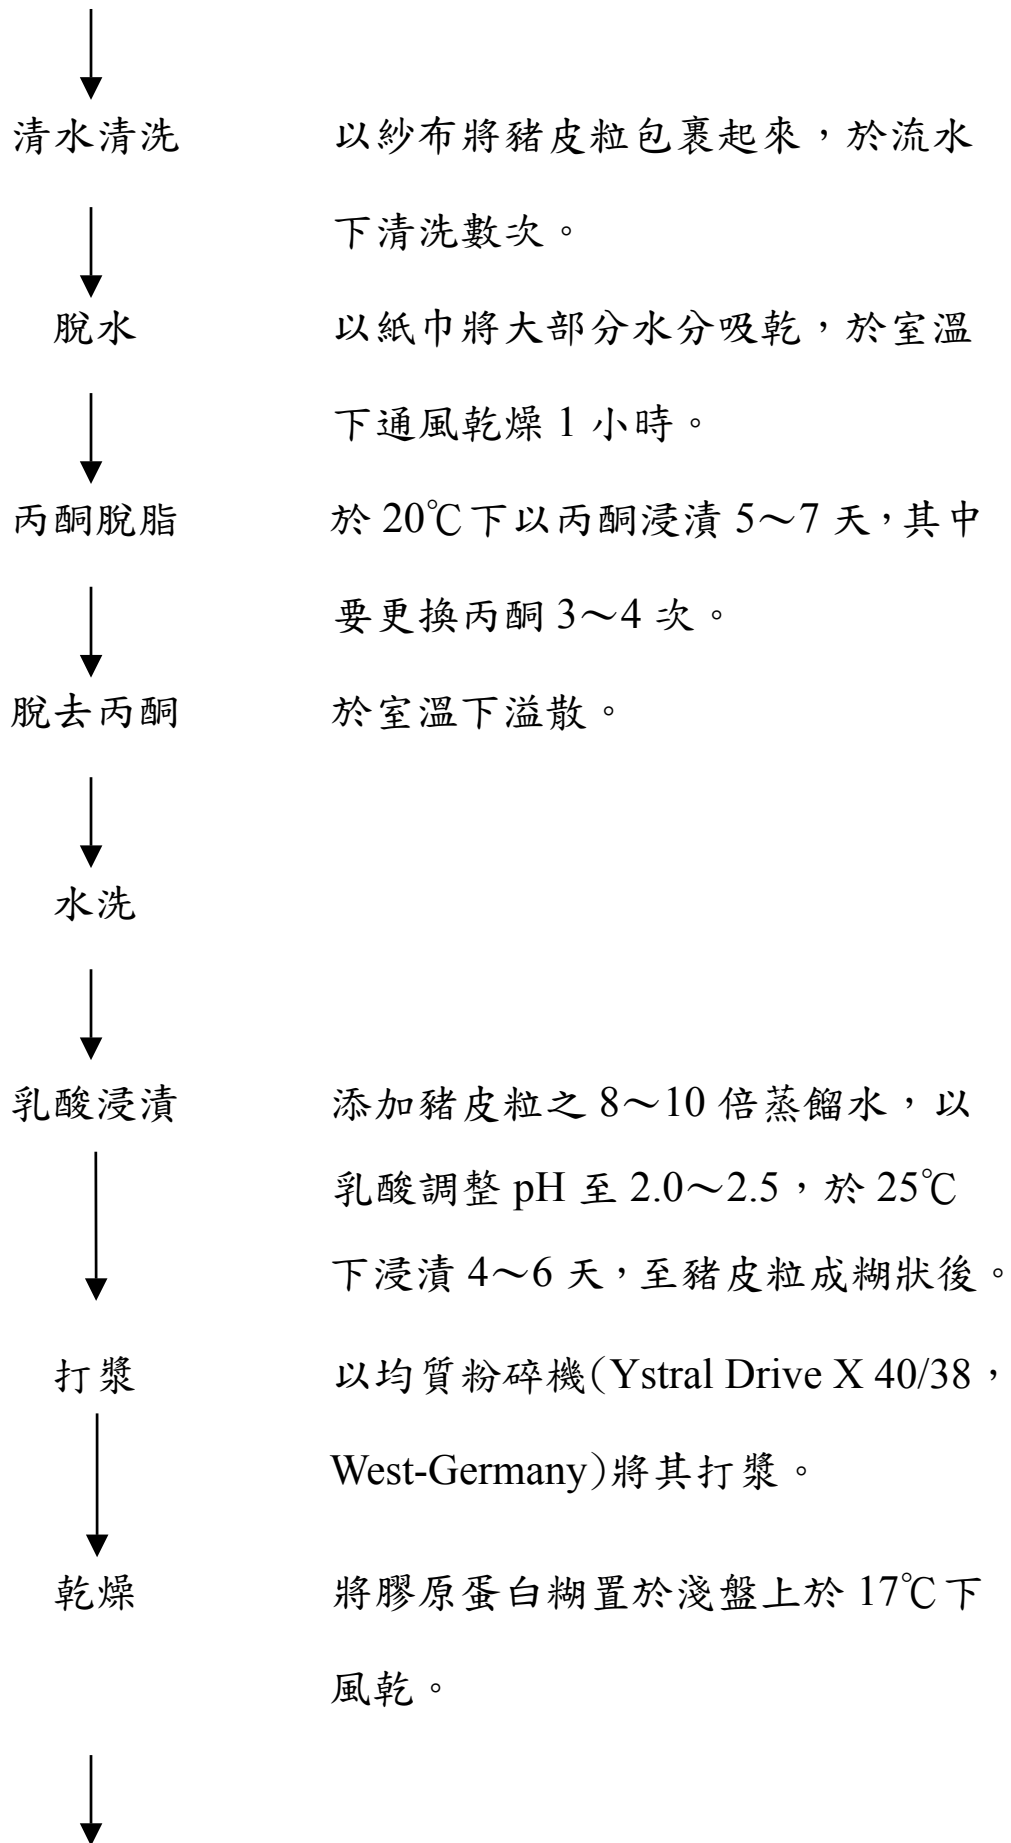 清水清洗 以紗布將豬皮粒包裹起來，於流水
下清洗數次。
脫水 以紙巾將大部分水分吸乾，於室溫
下通風乾燥 1 小時。
丙酮脫脂 於 20℃下以丙酮浸漬 5～7 天，其中
要更換丙酮 3～4 次。
脫去丙酮 於室溫下溢散。
水洗
乳酸浸漬 添加豬皮粒之 8～10 倍蒸餾水，以
乳酸調整 pH 至 2.0～2.5，於 25℃
下浸漬 4～6 天，至豬皮粒成糊狀後。
打漿 以均質粉碎機(Ystral Drive X 40/38，
West-Germany)將其打漿。
乾燥 將膠原蛋白糊置於淺盤上於 17℃下
風乾。